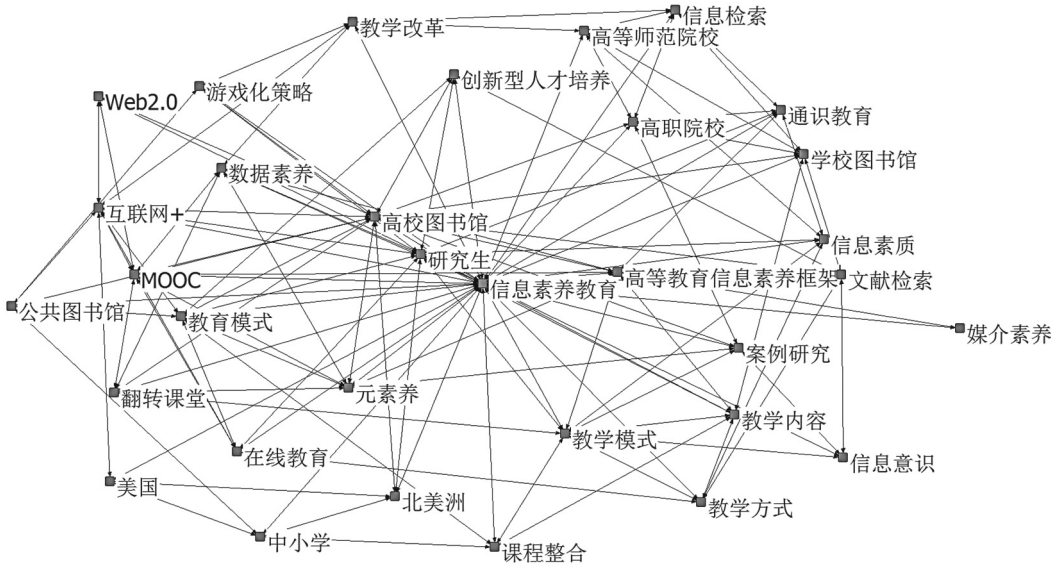 信息检索
教学改革
高等师范院校
创新型人才培养
游戏化策略
Web2.0
通识教育
高职院校
学校图书馆
数据素养
互联网+
高校图书馆
信息素质
研究生
MOOC
高等教育信息素养框架
文献检索
信息素养教育
公共图书馆
教育模式
媒介素养
案例研究
翻转课堂
元素养
教学内容
教学模式
在线教育
信息意识
美国
北美洲
教学方式
中小学
课程整合